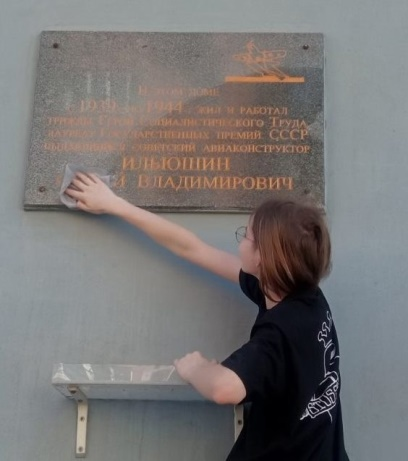 В этом доме
с 1939 по 1944 г. жил и работал
трижды Герой Социалистического Труда,
лауреат Государственных премий СССР
выдающийся советский авиаконструктор
ИЛЬЮШИН
Владимирович